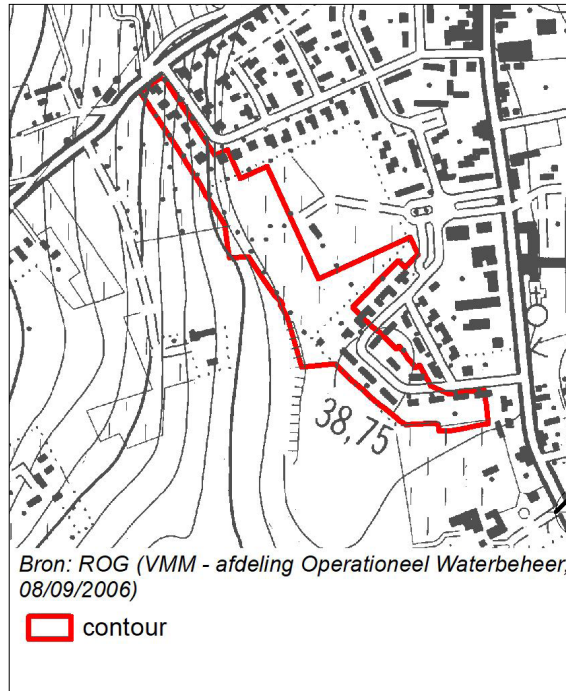 38,75
Bron: ROG (VMM - afdeling Operationeel Waterbeheer,
08/09/2006)
contour